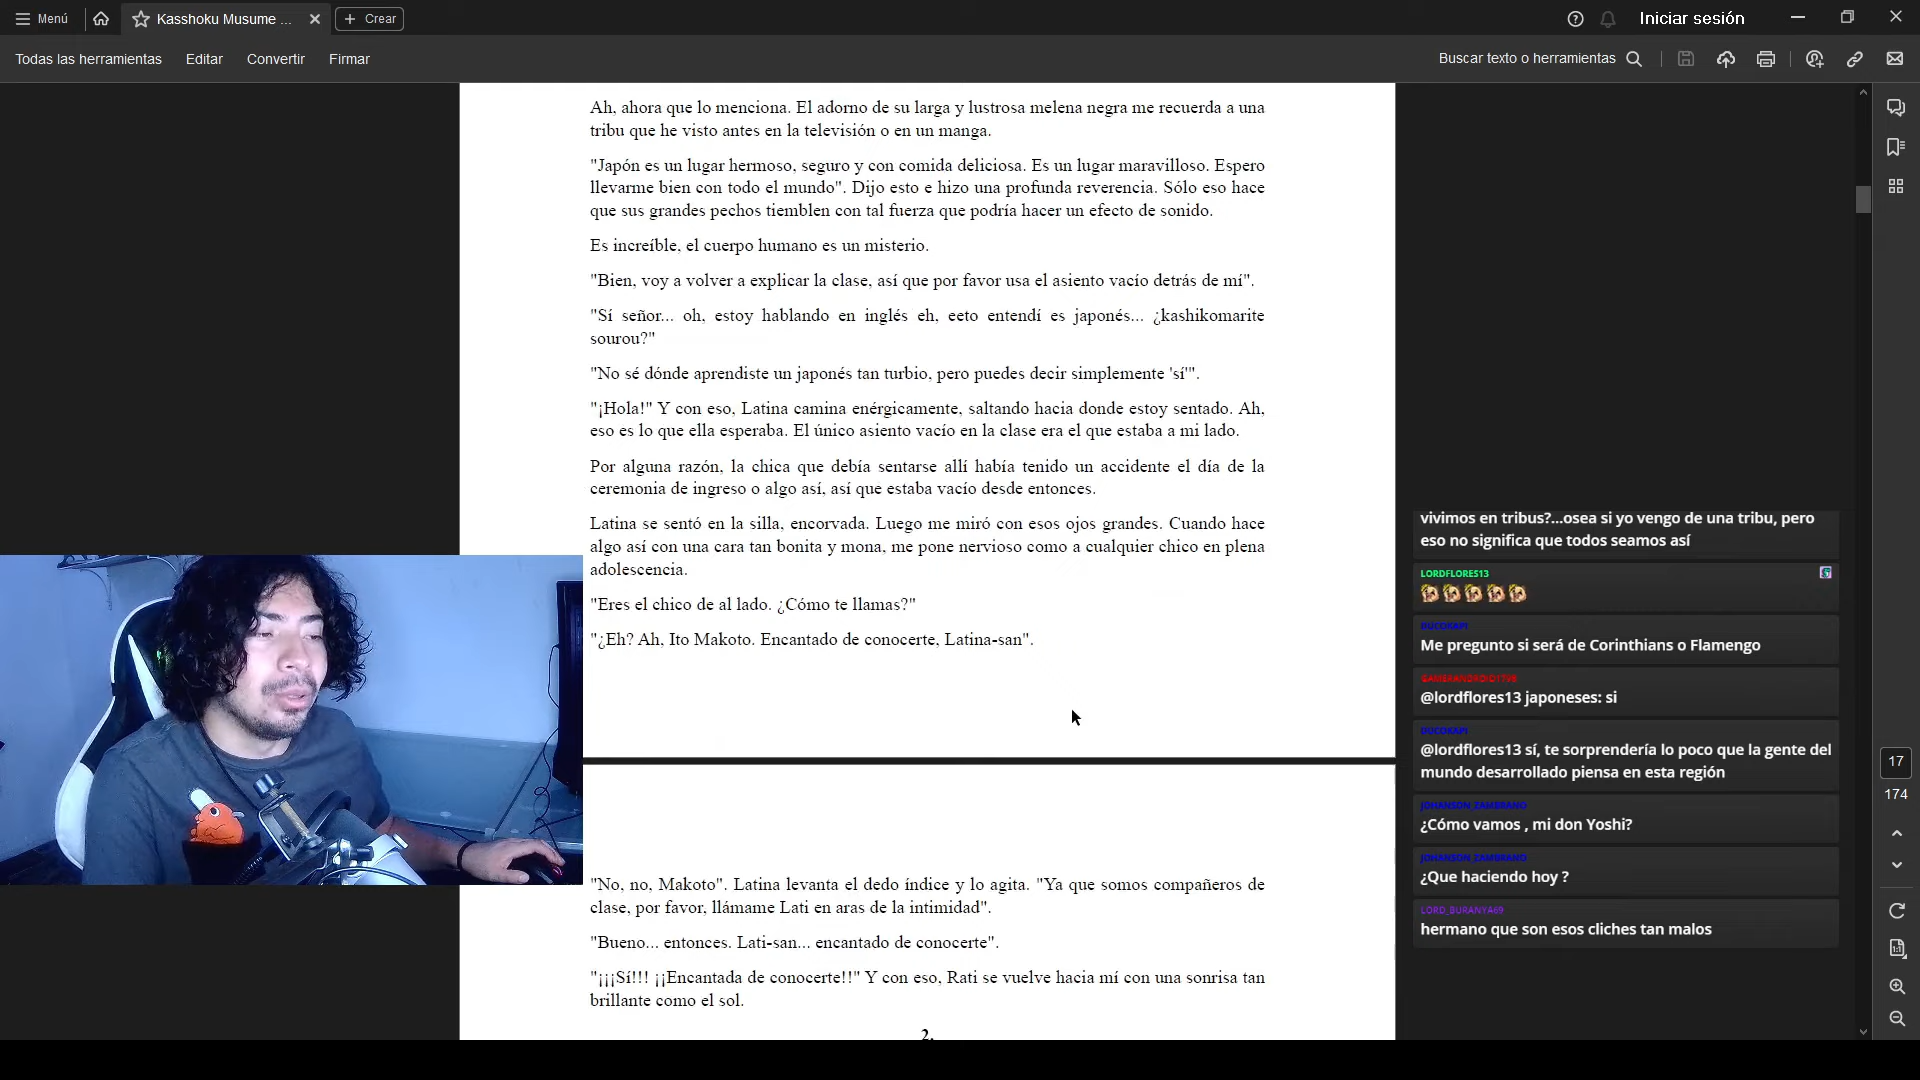 Menú
Kasshoku Musume ...
Crear
Iniciar sesión
Todas las herramientas
Editar
Convertir
Firmar
Buscar texto o herramientas
Ah, ahora que lo menciona. El adorno de su larga y lustrosa melena negra me recuerda a una
tribu que he visto antes en la televisión o en un manga.
"Japón es un lugar hermoso, seguro y con comida deliciosa. Es un lugar maravilloso. Espero
llevarme bien con todo el mundo". Dijo esto e hizo una profunda reverencia. Sólo eso hace
que sus grandes pechos tiemblen con tal fuerza que podría hacer un efecto de sonido.
Es increíble, el cuerpo humano es un misterio.
"Bien, voy a volver a explicar la clase, así que por favor usa el asiento vacío detrás de mí".
"Sí señor... oh, estoy hablando en inglés eh, eeto entendí es japonés... ¿kashikomarite
sourou?"
"No sé dónde aprendiste un japonés tan turbio, pero puedes decir simplemente 'sí'".
"¡Hola!" Y con eso, Latina camina enérgicamente, saltando hacia donde estoy sentado. Ah,
eso es lo que ella esperaba. El único asiento vacío en la clase era el que estaba a mi lado.
Por alguna razón, la chica que debía sentarse allí había tenido un accidente el día de la
ceremonia de ingreso o algo así, así que estaba vacío desde entonces.
Latina se sentó en la silla, encorvada. Luego me miró con esos ojos grandes. Cuando hace
algo así con una cara tan bonita y mona, me pone nervioso como a cualquier chico en plena
adolescencia.
"Eres el chico de al lado. ¿Cómo te llamas?"
"¿Eh? Ah, Ito Makoto. Encantado de conocerte, Latina-san".
"No, no, Makoto". Latina levanta el dedo índice y lo agita. "Ya que somos compañeros de
clase, por favor, llámame Lati en aras de la intimidad".
"Bueno... entonces. Lati-san... encantado de conocerte".
"¡¡¡Sí!!! ¡¡Encantada de conocerte!!" Y con eso, Rati se vuelve hacia mí con una sonrisa tan
brillante como el sol.
2.
vivimos en tribus?...osea si yo vengo de una tribu, pero
eso no significa que todos seamos así
LORDFLORES13
DUCOKAPI
Me pregunto si será de Corinthians o Flamengo
@lordflores13 japoneses: si
DUCOKAPI
@lordflores13 sí, te sorprendería lo poco que la gente del
mundo desarrollado piensa en esta región
JOHANSON_ZAMBRANO
¿Cómo vamos , mi don Yoshi?
JOHANSON_ZAMBRANO
¿Que haciendo hoy ?
LORD_BURANYA69
hermano que son esos cliches tan malos
17
174